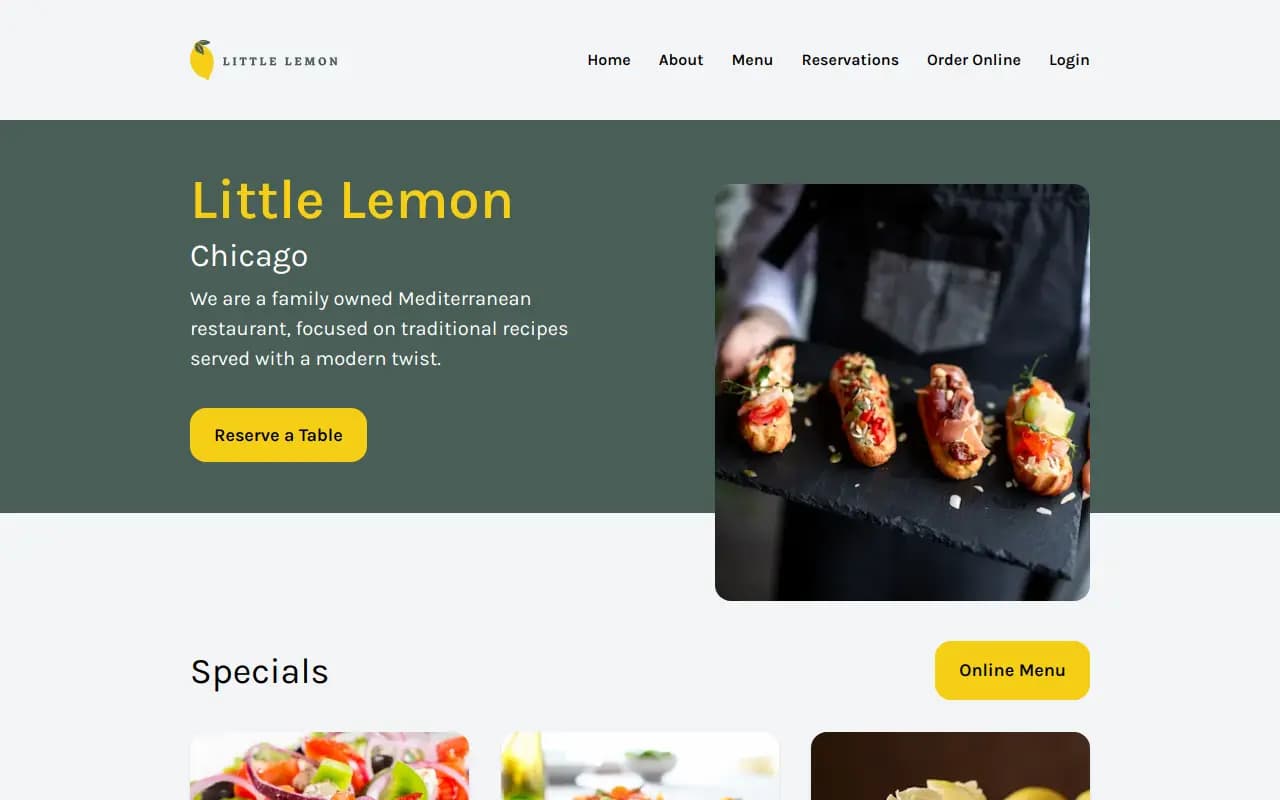 LITTLE LEMON
Home About Menu Reservations Order Online Login
Little Lemon
Chicago
We are a family owned Mediterranean
restaurant, focused on traditional recipes
served with a modern twist.
Reserve a Table
Specials
Online Menu